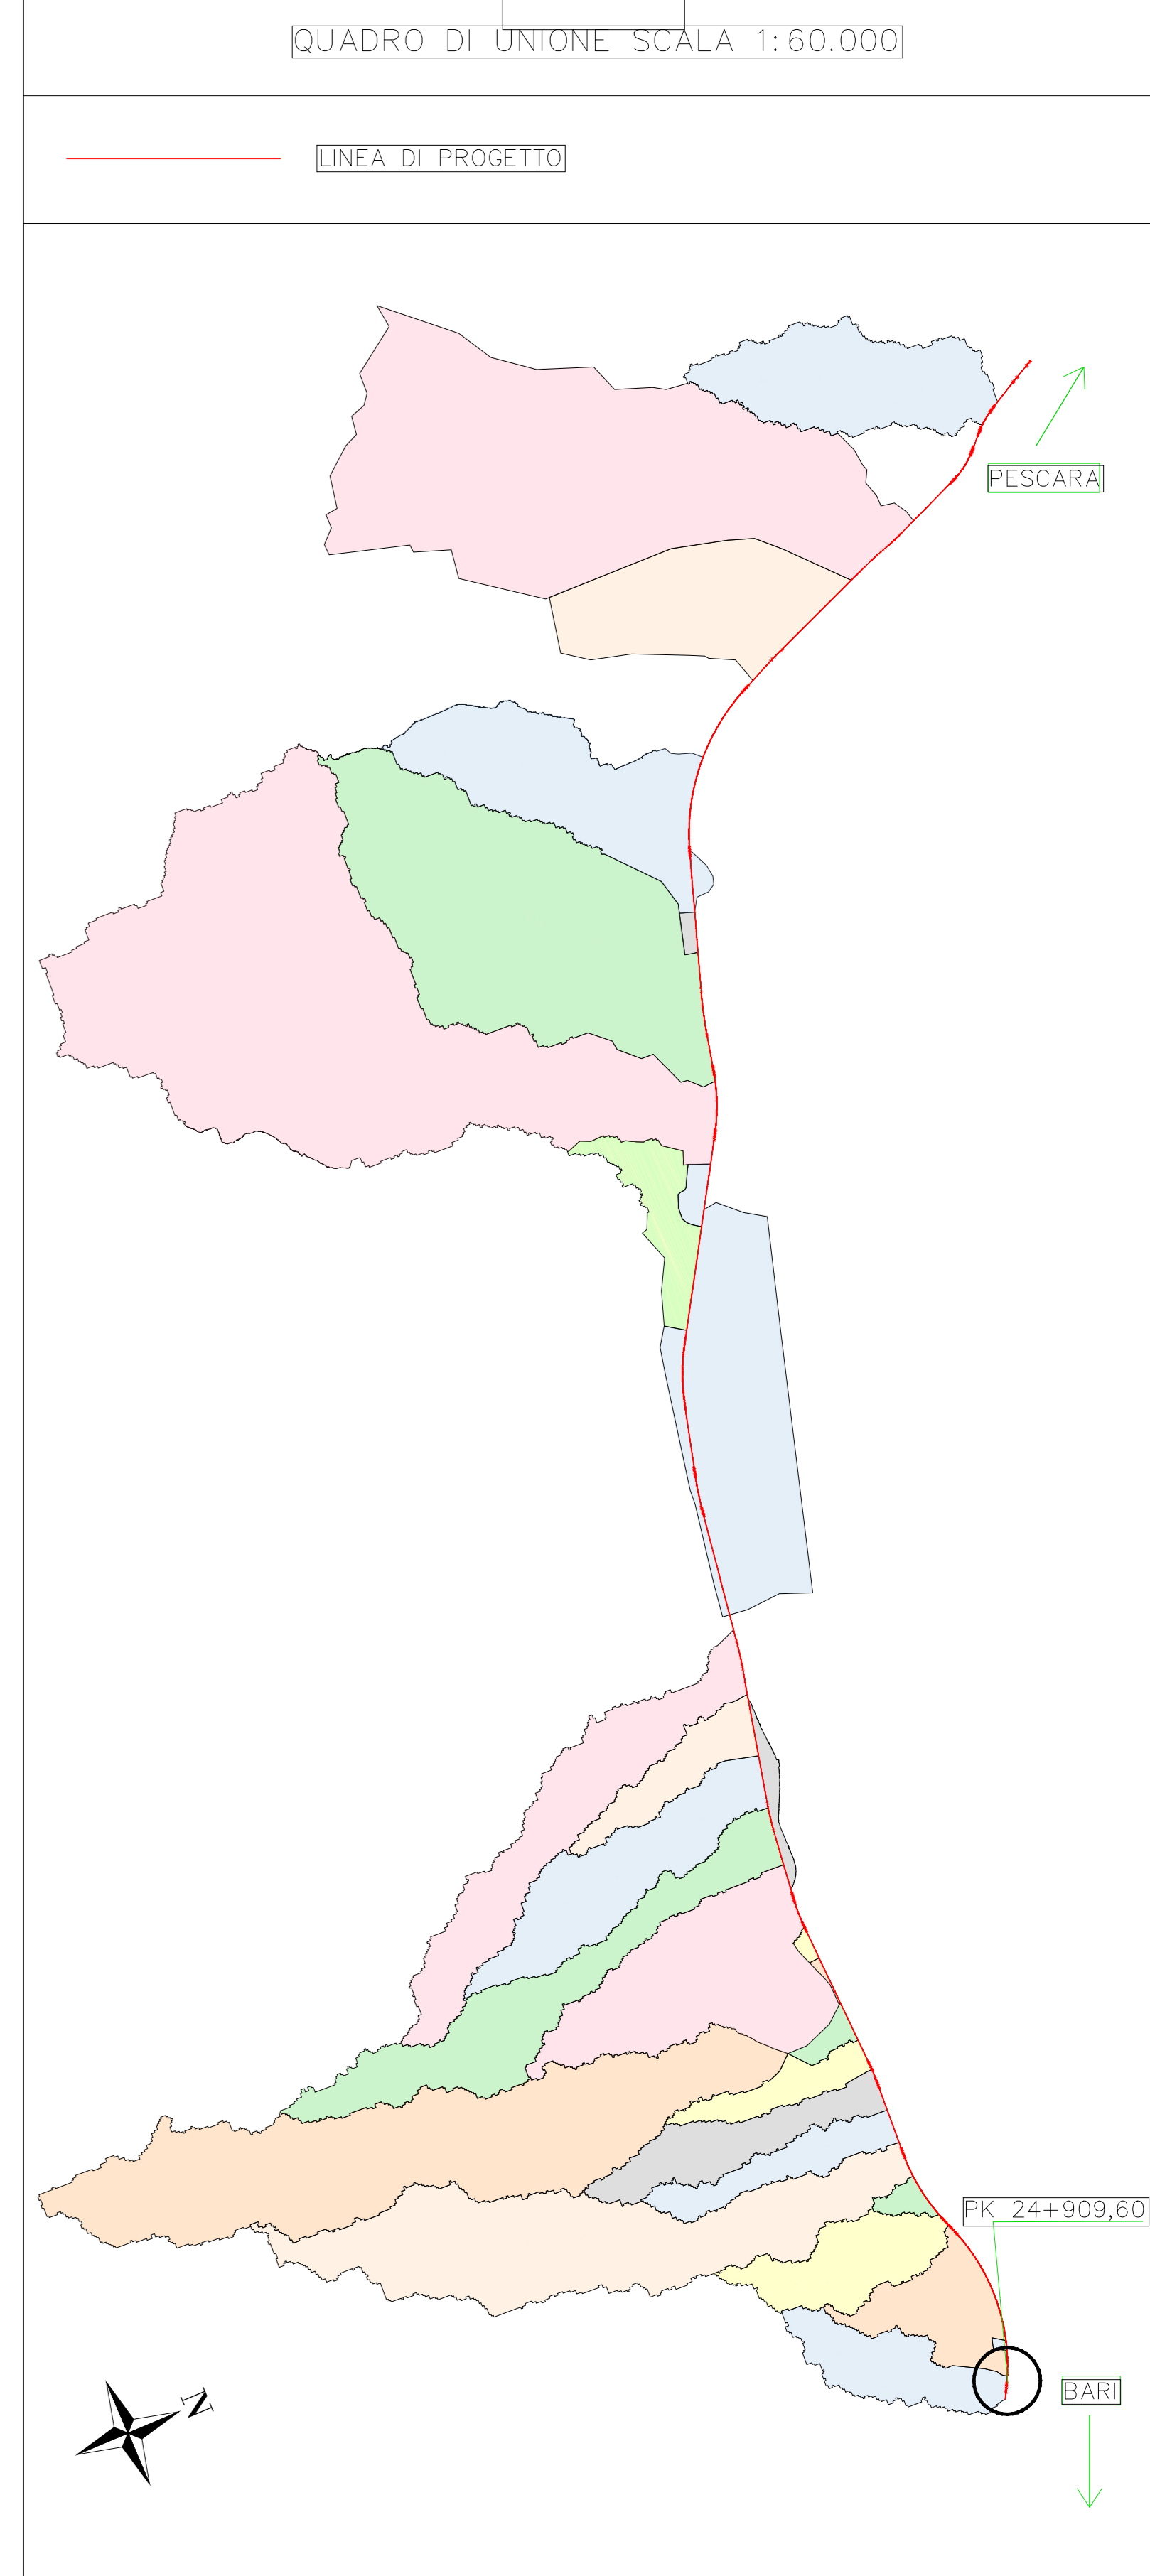 QUADRO DI UNIONE SCALA 1:60.000
LINEA DI PROGETTO
PESCARA
PK 24+909,60
N
BARI